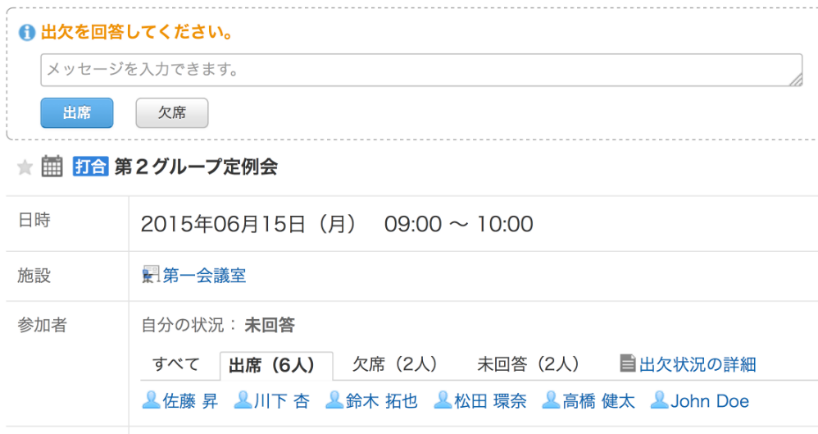 出欠を回答してください。
メッセージを入力できます。
出席 欠席
打合 第2グループ定例会
日時 2015年06月15日（月） 09:00 ～ 10:00
施設 第一会議室
参加者 自分の状況： 未回答
すべて 出席（6人） 欠席（2人） 未回答（2人） 出欠状況の詳細
佐藤 昇 川下 杏 鈴木 拓也 松田 環奈 高橋 健太 John Doe